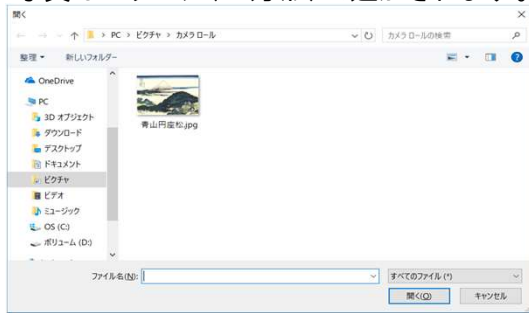 開く
PC › ピクチャ › カメラロール
カメラロールの検索
整理 新しいフォルダー
OneDrive
PC
3D オブジェクト
ダウンロード
デスクトップ
ドキュメント
ピクチャ
ビデオ
ミュージック
OS (C:)
ボリューム (D:)
青山円座松.jpg
ファイル名(N):
すべてのファイル (*)
開く(O) キャンセル